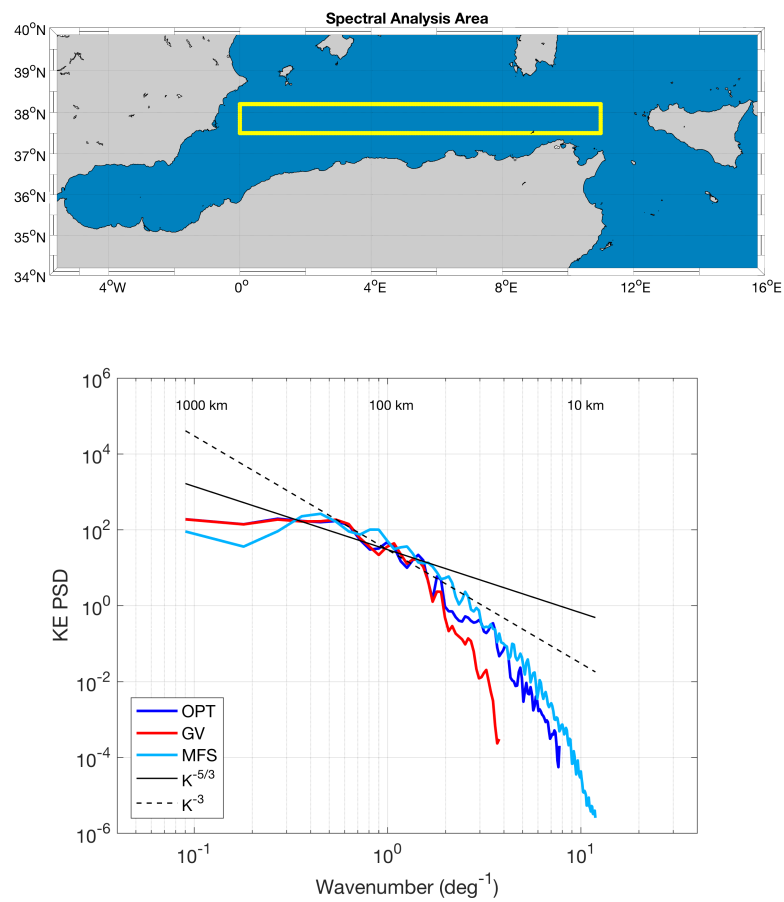 Spectral Analysis Area
40°N
39°N
38°N
37°N
36°N
35°N
34°N
4°W 0° 4°E 8°E 12°E 16°E
10^6
1000 km 100 km 10 km
10^4
10^2
10^0
10^-2
10^-4
10^-6
KE PSD
OPT
GV
MFS
K^-5/3
K^-3
10^-1 10^0 10^1
Wavenumber (deg^-1)